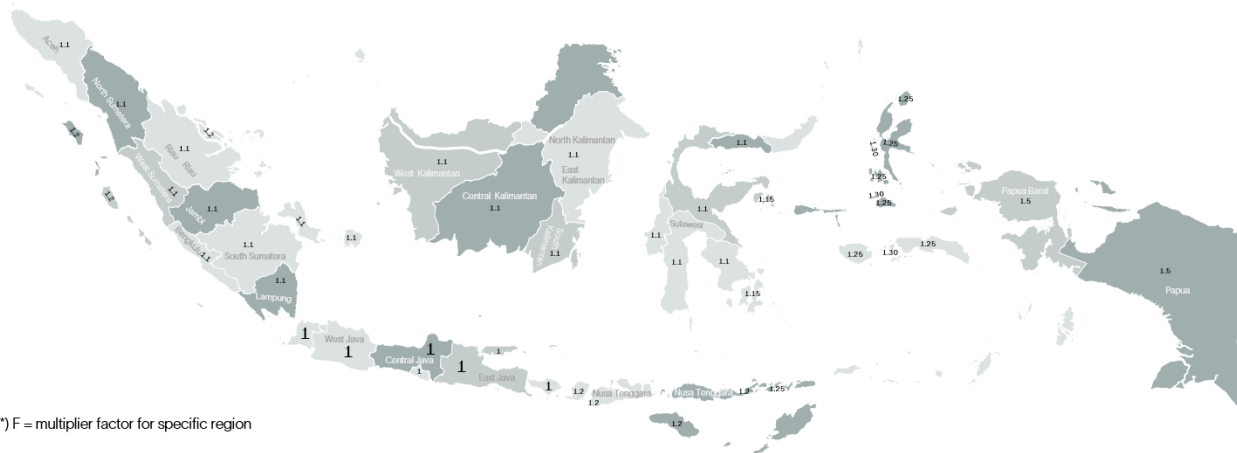 Aceh
1.1
North Sumatera
1.1
1.2
1.2
Riau Riau
1.1
West Sumatera
1.1
1.2
Jambi
1.1
Bengkulu
1.1
South Sumatera
1.1
1.1
1.1
Lampung
1.1
West Kalimantan
1.1
Central Kalimantan
1.1
North Kalimantan
1.1
East
Kalimantan
South
Kalimantan
1.1
1.1
1.15
1.1
Sulawesi
1.1
1.1
1.1
1.15
1.25
1.30
1.25
1.25
1.30
1.25
1.25
1.30
1.25
Papua Barat
1.5
1.5
Papua
1
West Java
1
Central Java
1
1
1
East Java
1
1
1.2
Nusa Tenggara
1.2
Nusa Tenggara
1.2
1.25
1.2
*) F = multiplier factor for specific region